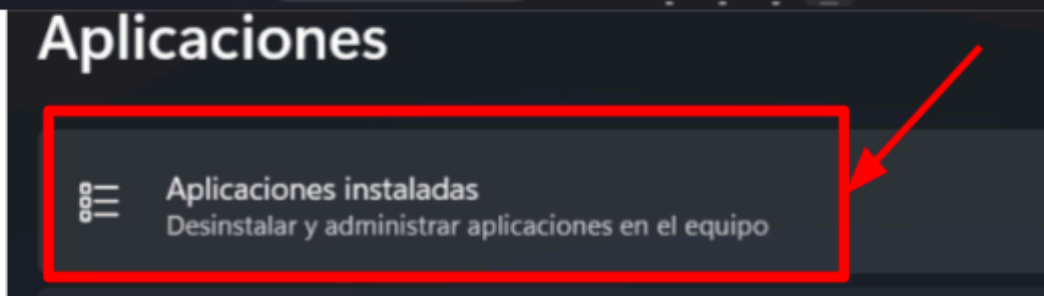 Aplicaciones
Aplicaciones instaladas
Desinstalar y administrar aplicaciones en el equipo